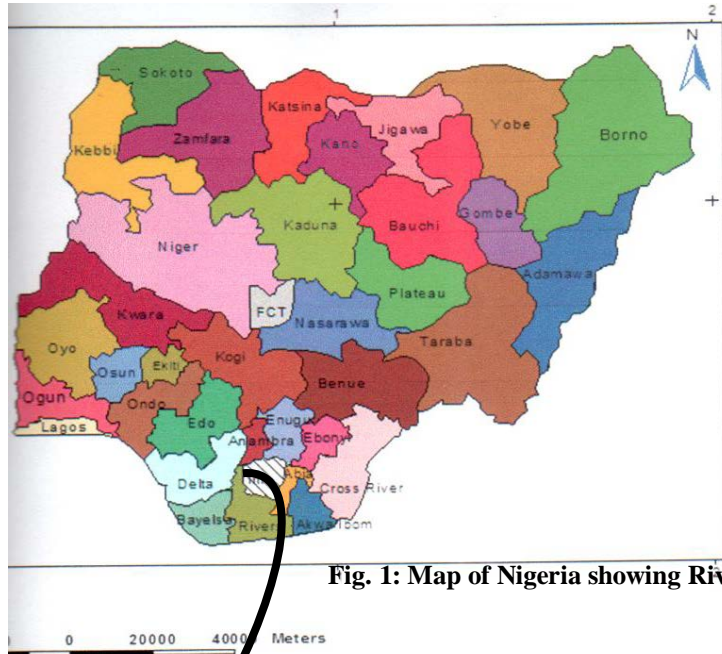 1 2
N
Sokoto
Katsina
Zamfara
Kebbi
Kano
Jigawa
Yobe
Borno
Kaduna
Bauchi
Gombe
Niger
Adamawa
Plateau
FCT
Kwara
Nasarawa
Taraba
Oyo
Kogi
Osun
Ekiti
Benue
Ogun
Ondo
Edo
Enugu
Lagos
Anambra
Ebonyi
Delta
Abia
Cross River
Bayelsa
Rivers
Akwa Ibom
Fig. 1: Map of Nigeria showing Riv
0 20000 40000 Meters